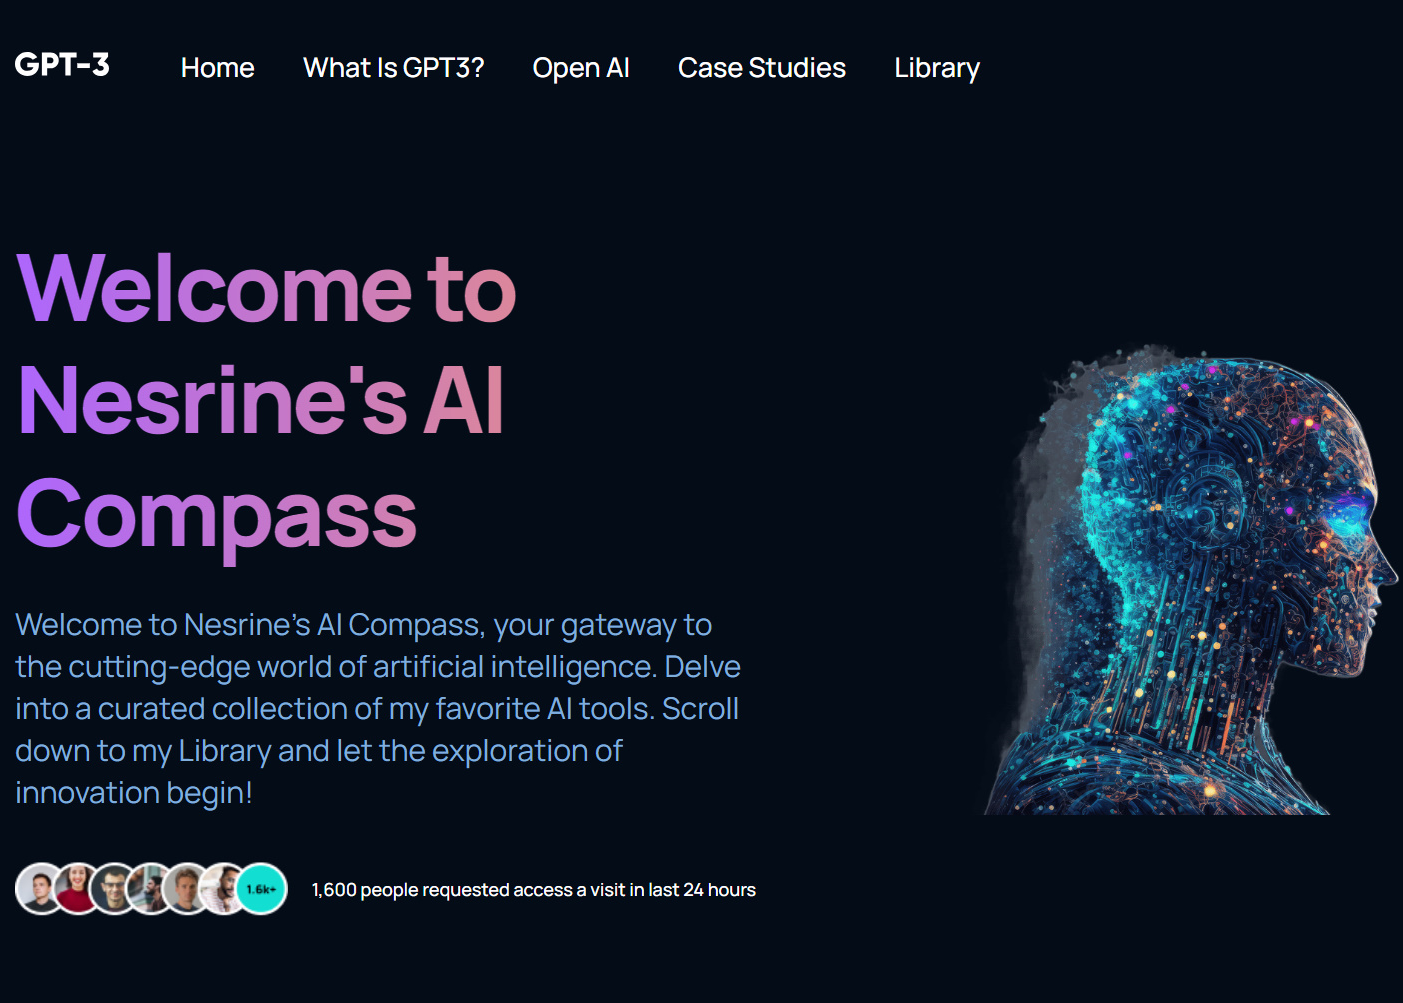 GPT-3 Home What Is GPT3? Open AI Case Studies Library
Welcome to
Nesrine's AI
Compass
Welcome to Nesrine's AI Compass, your gateway to
the cutting-edge world of artificial intelligence. Delve
into a curated collection of my favorite AI tools. Scroll
down to my Library and let the exploration of
innovation begin!
1.6k+ 1,600 people requested access a visit in last 24 hours